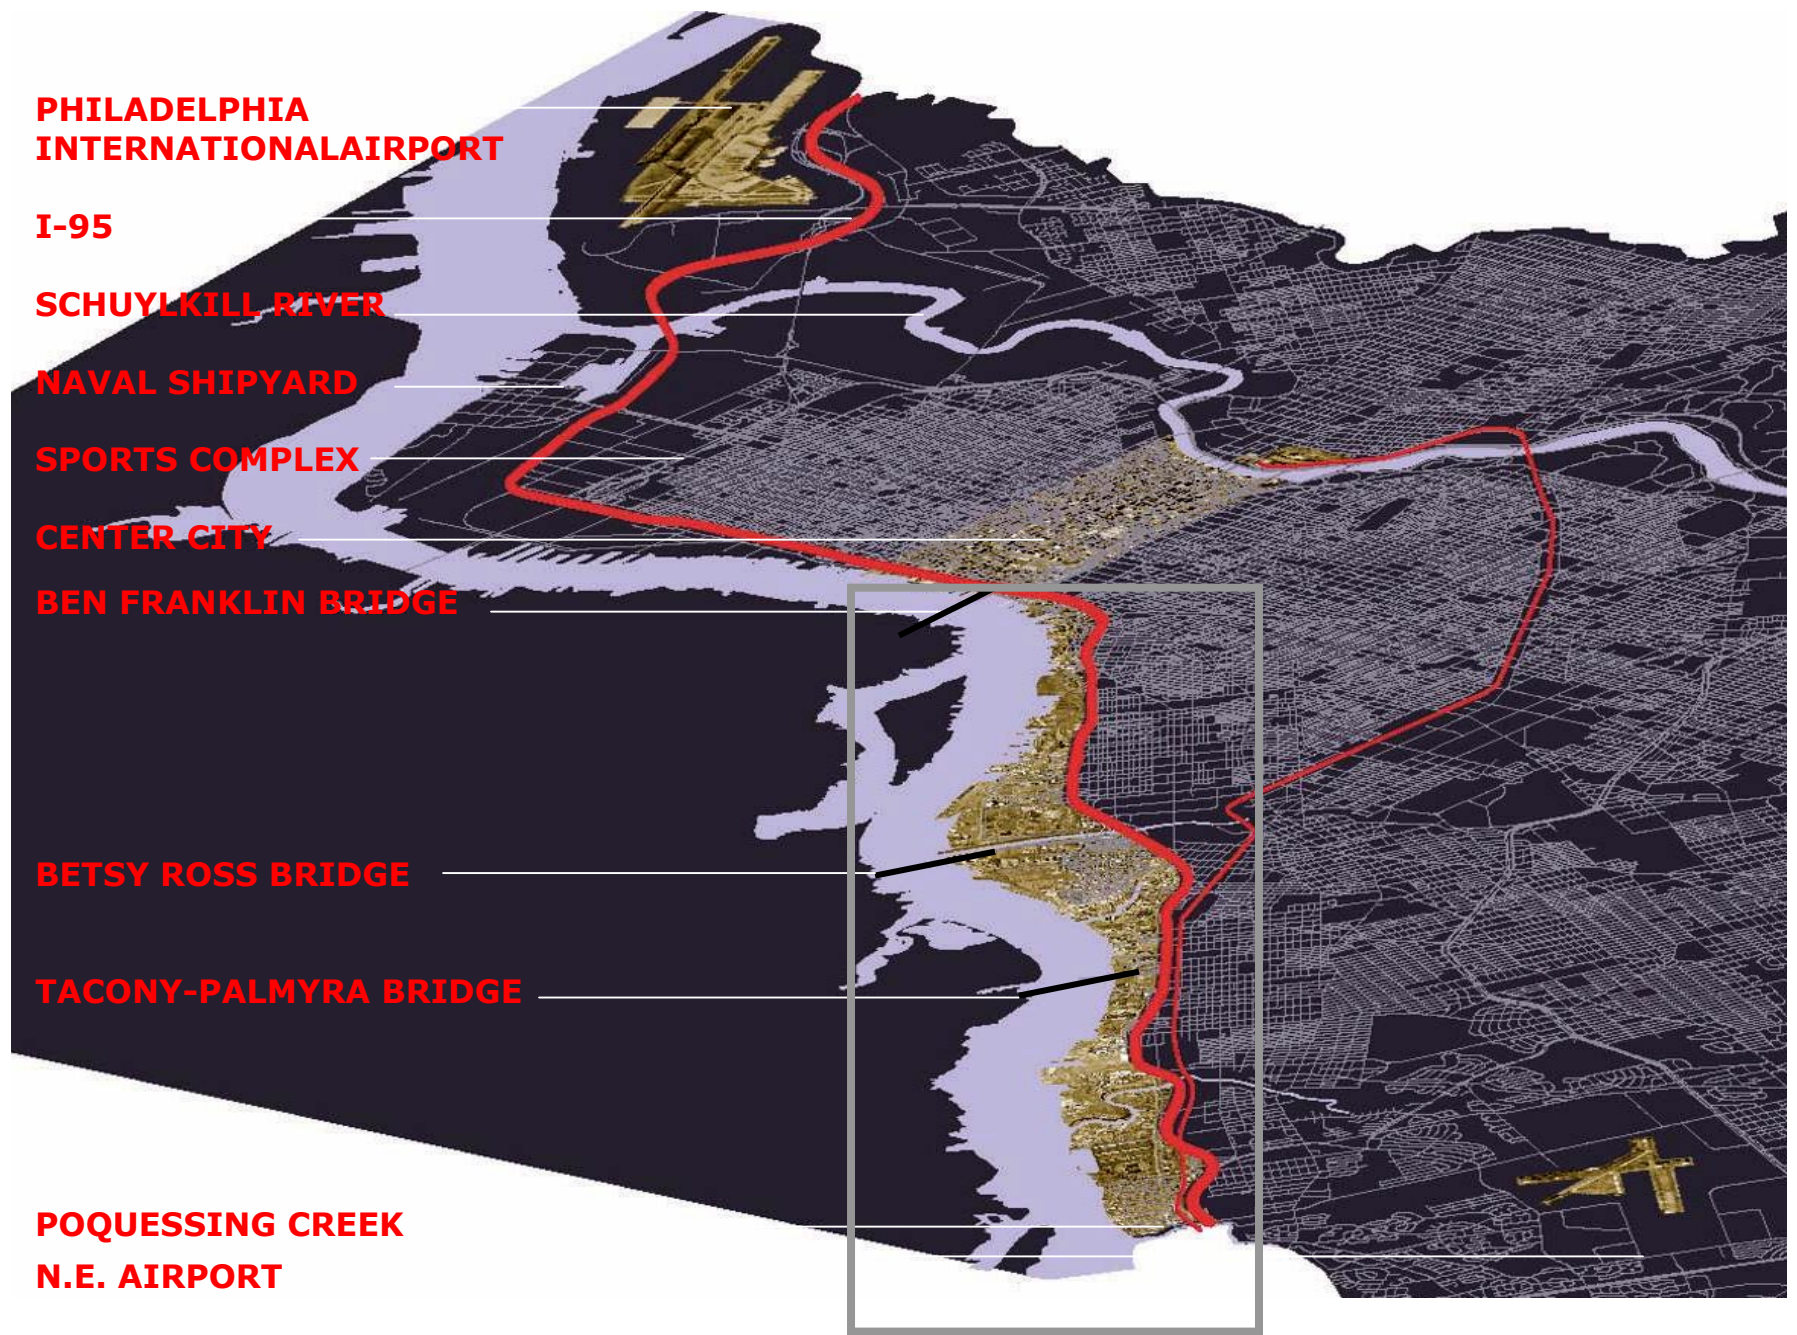 PHILADELPHIA
INTERNATIONALAIRPORT
I-95
SCHUYLKILL RIVER
NAVAL SHIPYARD
SPORTS COMPLEX
CENTER CITY
BEN FRANKLIN BRIDGE
BETSY ROSS BRIDGE
TACONY-PALMYRA BRIDGE
POQUESSING CREEK
N.E. AIRPORT